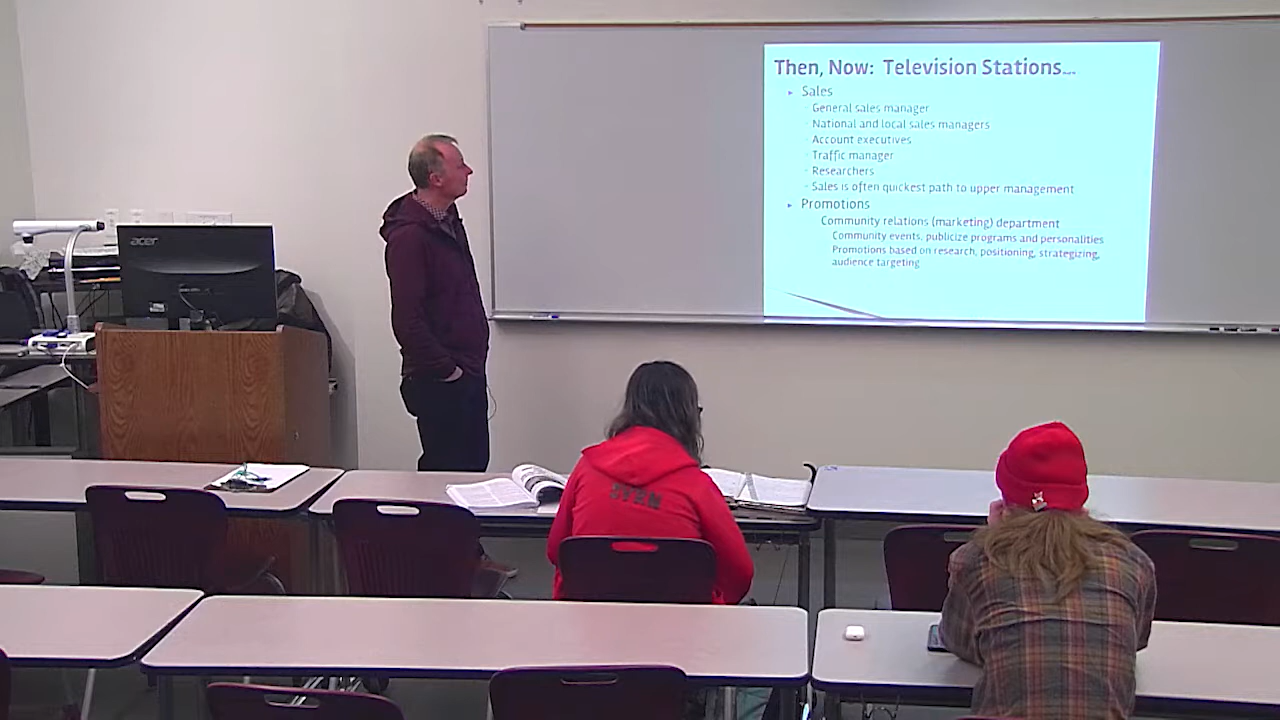 Then, Now: Television Stations...
Sales
General sales manager
National and local sales managers
Account executives
Traffic manager
Researchers
Sales is often quickest path to upper management
Promotions
Community relations (marketing) department
Community events, publicize programs and personalities
Promotions based on research, positioning, strategizing,
audience targeting
acer